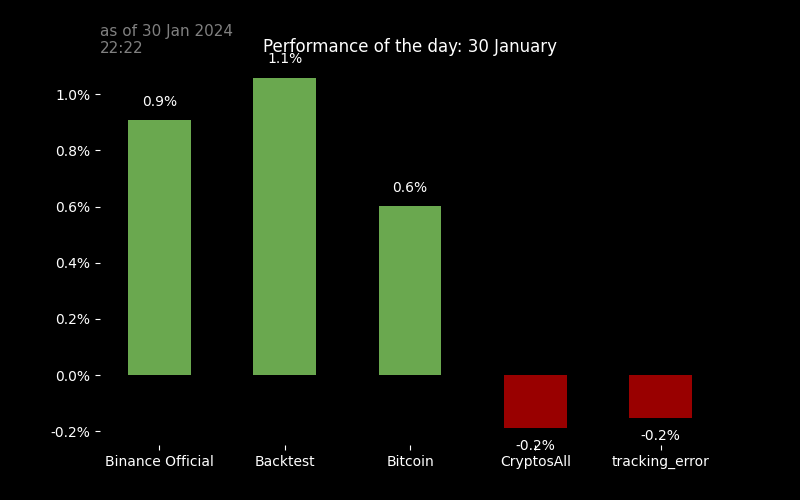 as of 30 Jan 2024
22:22
Performance of the day: 30 January
1.1%
1.0%
0.9%
0.8%
0.6%
0.6%
0.4%
0.2%
0.0%
-0.2%
-0.2%
-0.2%
Binance Official
Backtest
Bitcoin
CryptosAll
tracking_error